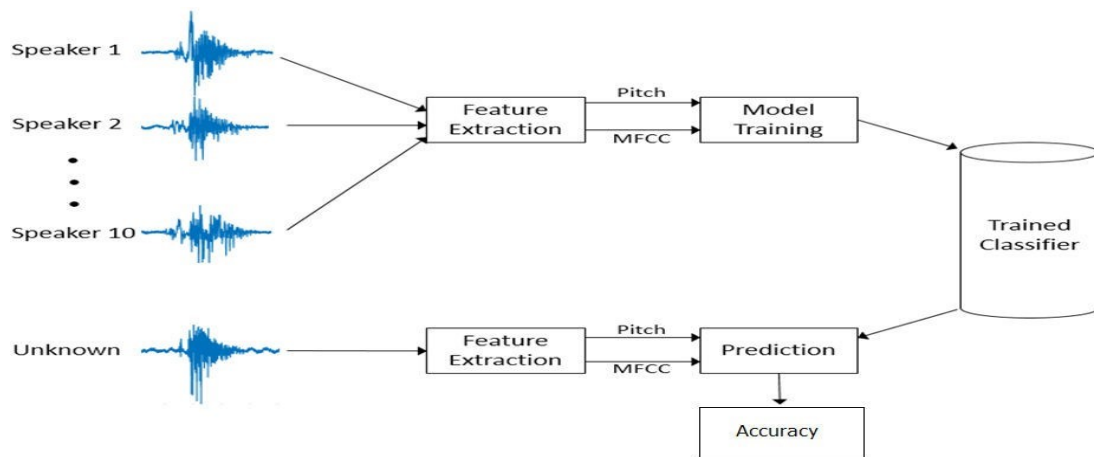 Speaker 1
Speaker 2
Speaker 10
Feature
Extraction
Pitch
MFCC
Model
Training
Trained
Classifier
Unknown
Feature
Extraction
Pitch
MFCC
Prediction
Accuracy